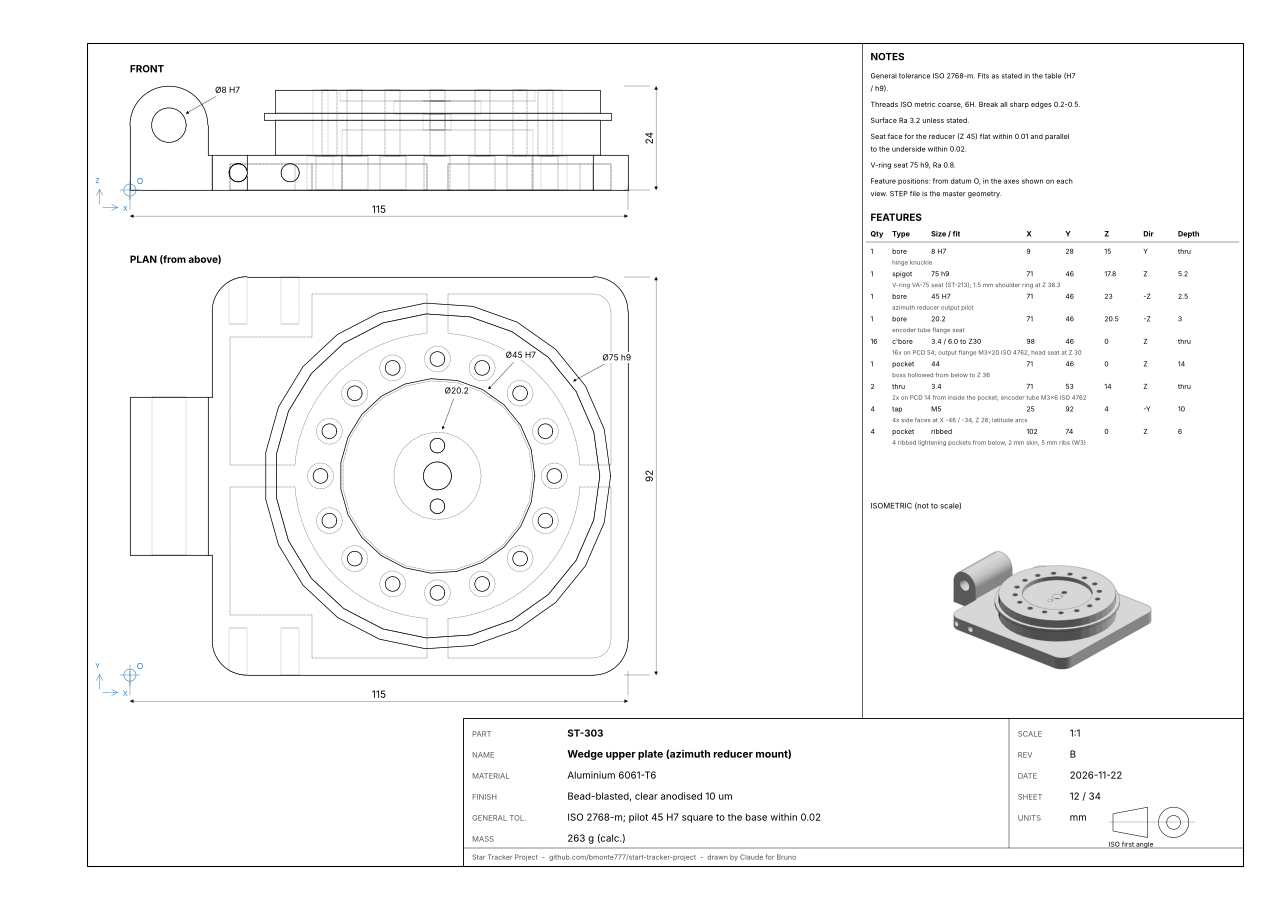 FRONT
Ø8 H7
24
Z
O
X
115
PLAN (from above)
Ø45 H7
Ø75 h9
Ø20.2
92
Y
O
X
115
NOTES
General tolerance ISO 2768-m. Fits as stated in the table (H7
/ h9).
Threads ISO metric coarse, 6H. Break all sharp edges 0.2-0.5.
Surface Ra 3.2 unless stated.
Seat face for the reducer (Z 45) flat within 0.01 and parallel
to the underside within 0.02.
V-ring seat 75 h9, Ra 0.8.
Feature positions: from datum O, in the axes shown on each
view. STEP file is the master geometry.
FEATURES
Qty Type Size / fit X Y Z Dir Depth
1 bore 8 H7 9 28 15 Y thru
hinge knuckle
1 spigot 75 h9 71 46 17.8 Z 5.2
V-ring VA-75 seat (ST-213); 1.5 mm shoulder ring at Z 38.3
1 bore 45 H7 71 46 23 -Z 2.5
azimuth reducer output pilot
1 bore 20.2 71 46 20.5 -Z 3
encoder tube flange seat
16 c'bore 3.4 / 6.0 to Z30 98 46 0 Z thru
16x on PCD 54; output flange M3×20 ISO 4762, head seat at Z 30
1 pocket 44 71 46 0 Z 14
boss hollowed from below to Z 36
2 thru 3.4 71 53 14 Z thru
2x on PCD 14 from inside the pocket; encoder tube M3×6 ISO 4762
4 tap M5 25 92 4 -Y 10
4x side faces at X -46 / -34, Z 26; latitude arcs
4 pocket ribbed 102 74 0 Z 6
4 ribbed lightening pockets from below, 2 mm skin, 5 mm ribs (W3)
ISOMETRIC (not to scale)
PART ST-303
NAME Wedge upper plate (azimuth reducer mount)
MATERIAL Aluminium 6061-T6
FINISH Bead-blasted, clear anodised 10 um
GENERAL TOL. ISO 2768-m; pilot 45 H7 square to the base within 0.02
MASS 263 g (calc.)
SCALE 1:1
REV B
DATE 2026-11-22
SHEET 12 / 34
UNITS mm
ISO first angle
Star Tracker Project - github.com/bmonte777/start-tracker-project - drawn by Claude for Bruno